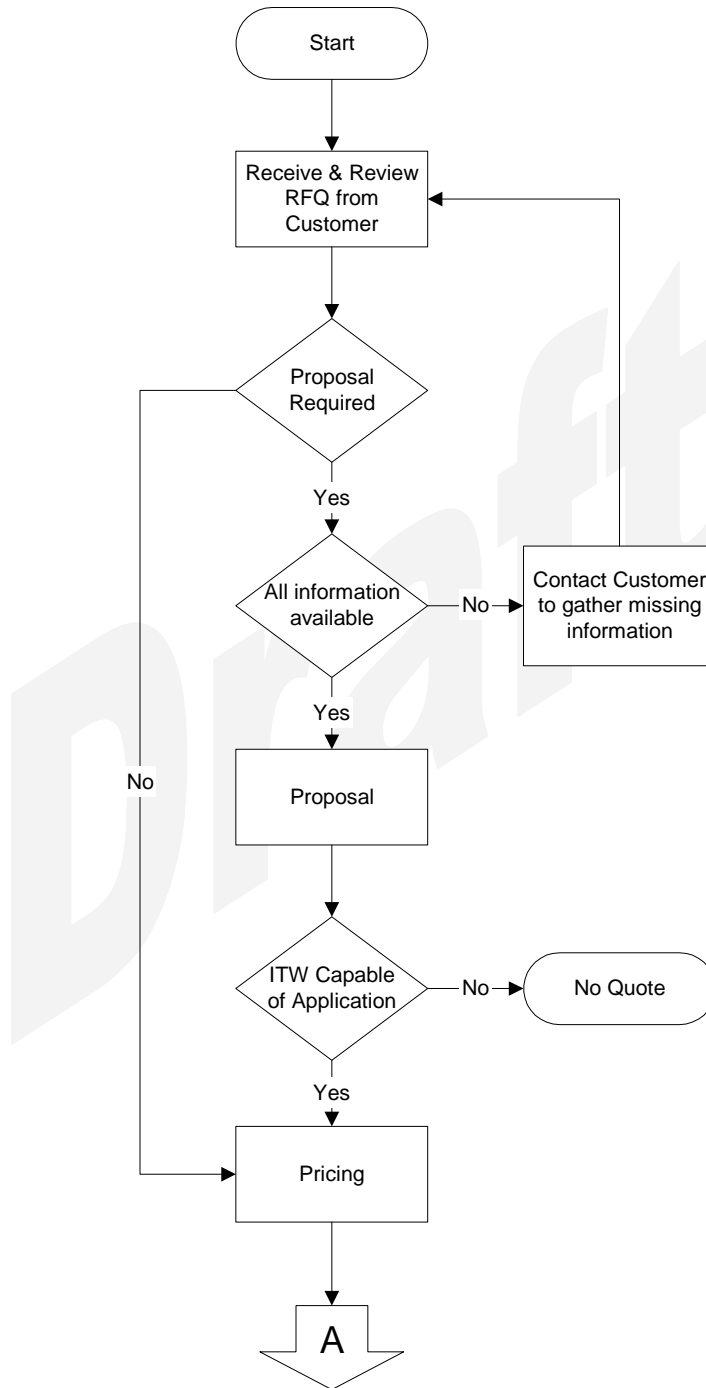 Start
Receive & Review
RFQ from
Customer
Proposal
Required
Yes
All information
available
No
Contact Customer
to gather missing
information
Yes
No
Proposal
ITW Capable
of Application
No
No Quote
Yes
Pricing
A
Draft